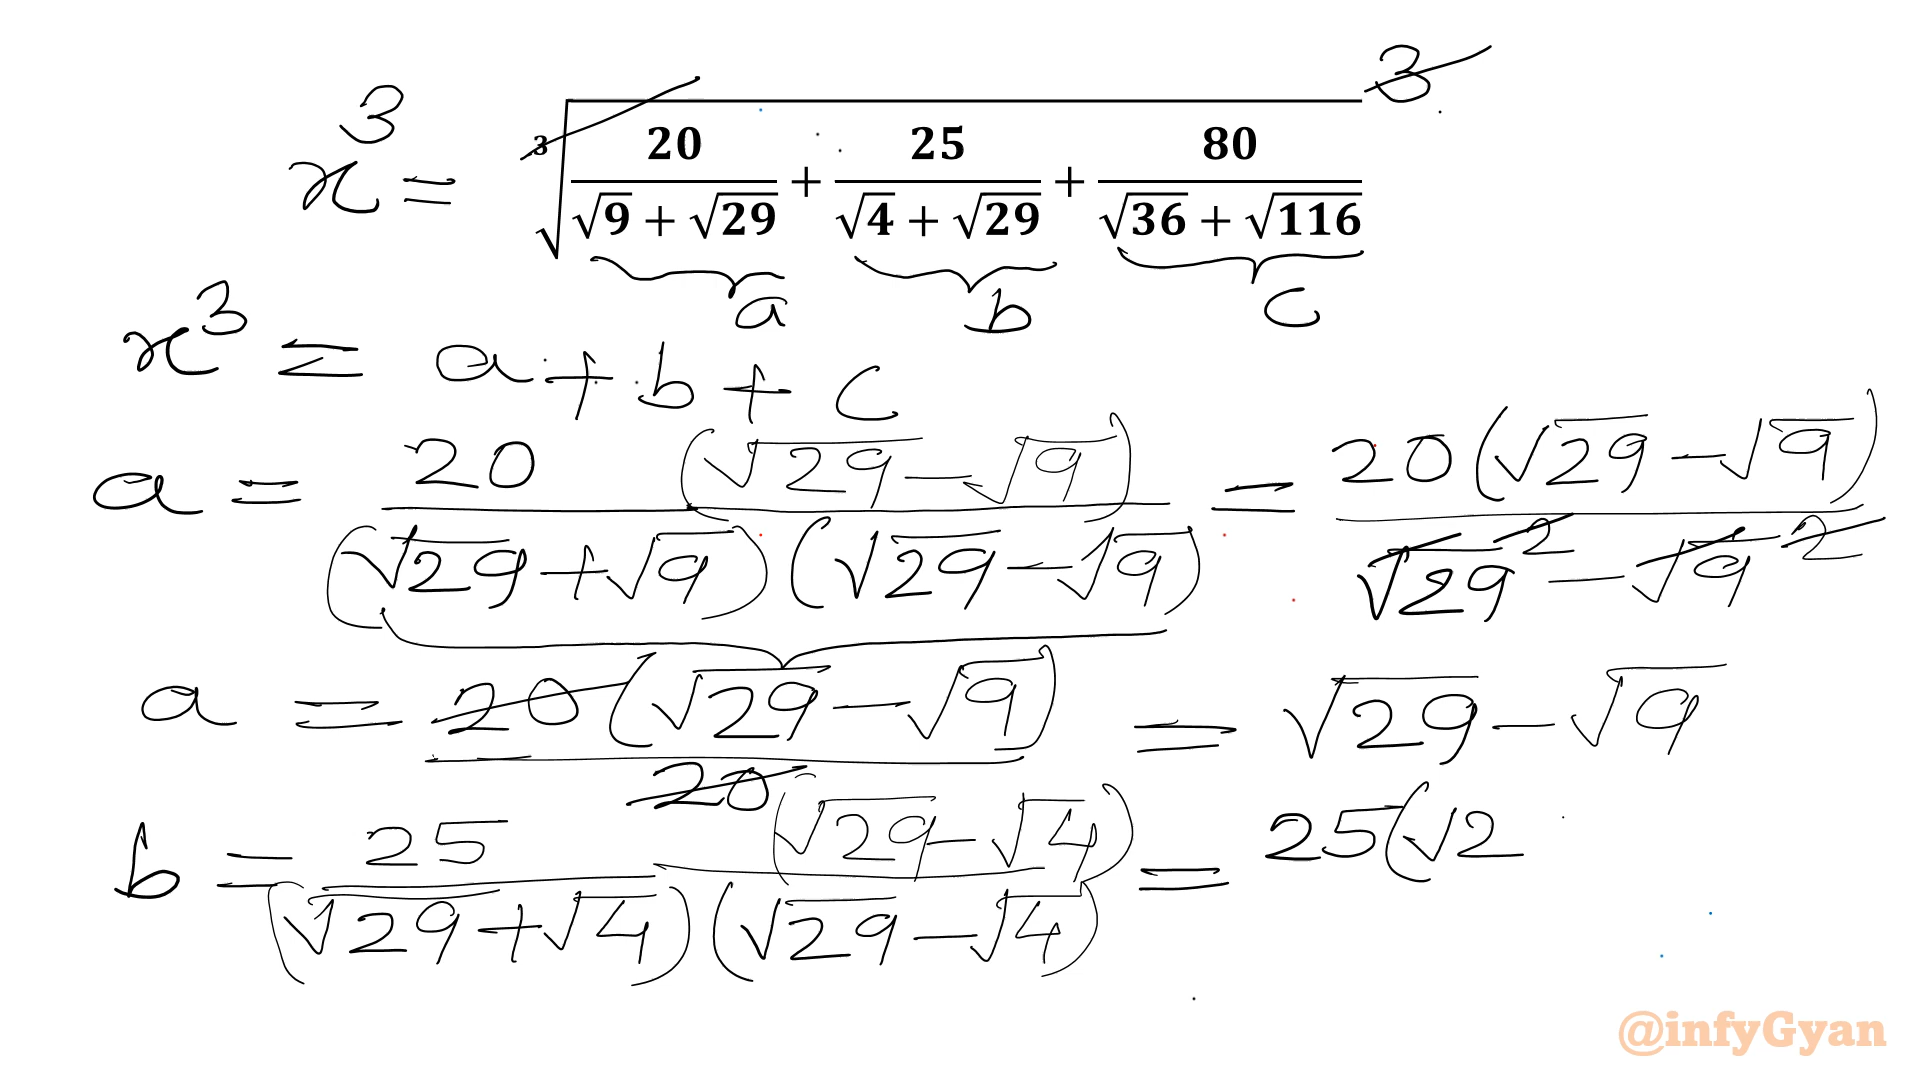 x³ = ∛(20/(√9 + √29) + 25/(√4 + √29) + 80/(√36 + √116))³
a b c
x³ = a + b + c
a = 20 (√29 − √9) / (√29 + √9)(√29 − √9) = 20(√29 − √9) / √29² − √9²
a = 20(√29 − √9) / 20 = √29 − √9
b = 25 (√29 − √4) / (√29 + √4)(√29 − √4) = 25(√2
@infyGyan